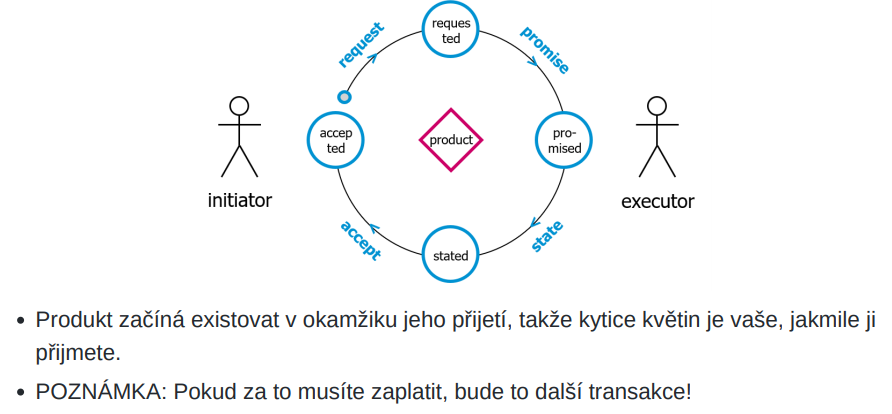 reques
ted
request
promise
accep
ted
product
pro-
mised
initiator
executor
accept
state
stated
• Produkt začíná existovat v okamžiku jeho přijetí, takže kytice květin je vaše, jakmile ji
přijmete.
• POZNÁMKA: Pokud za to musíte zaplatit, bude to další transakce!